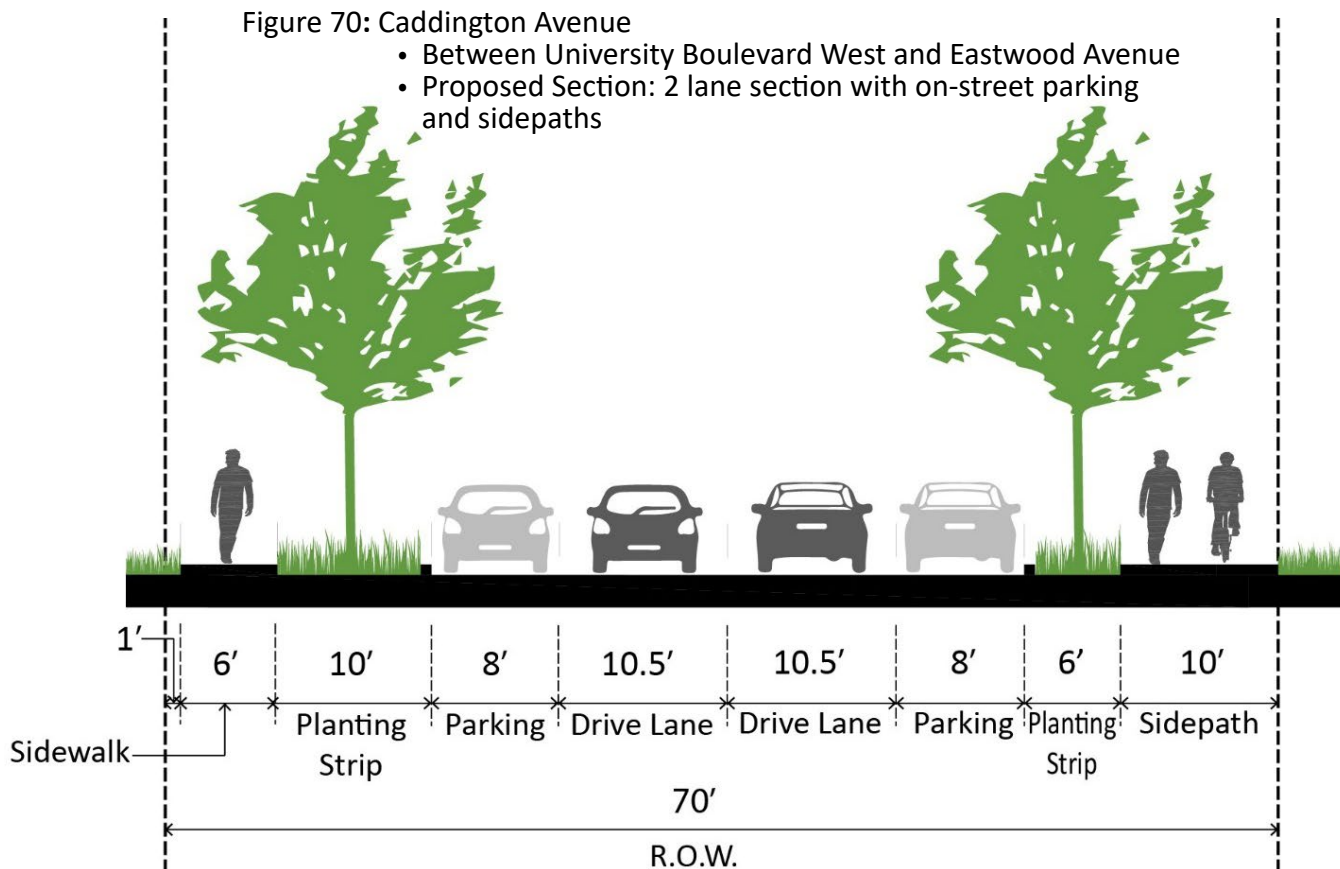 Figure 70: Caddington Avenue
• Between University Boulevard West and Eastwood Avenue
• Proposed Section: 2 lane section with on-street parking
and sidepaths
1’
6’
10’
8’
10.5’
10.5’
8’
6’
10’
Sidewalk
Planting
Strip
Parking
Drive Lane
Drive Lane
Parking
Planting
Strip
Sidepath
70’
R.O.W.